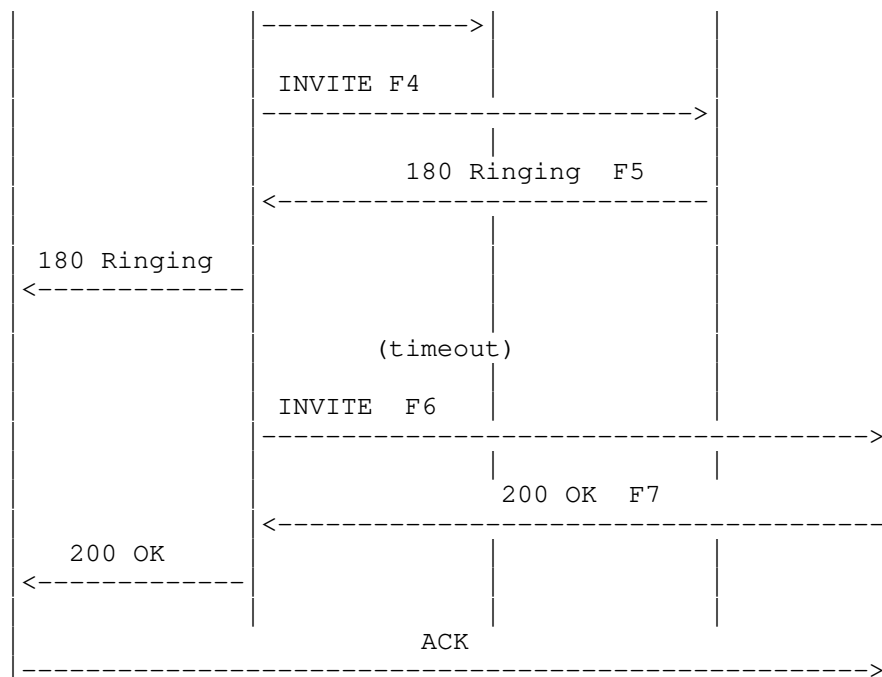 INVITE F4
180 Ringing F5
180 Ringing
(timeout)
INVITE F6
200 OK F7
200 OK
ACK